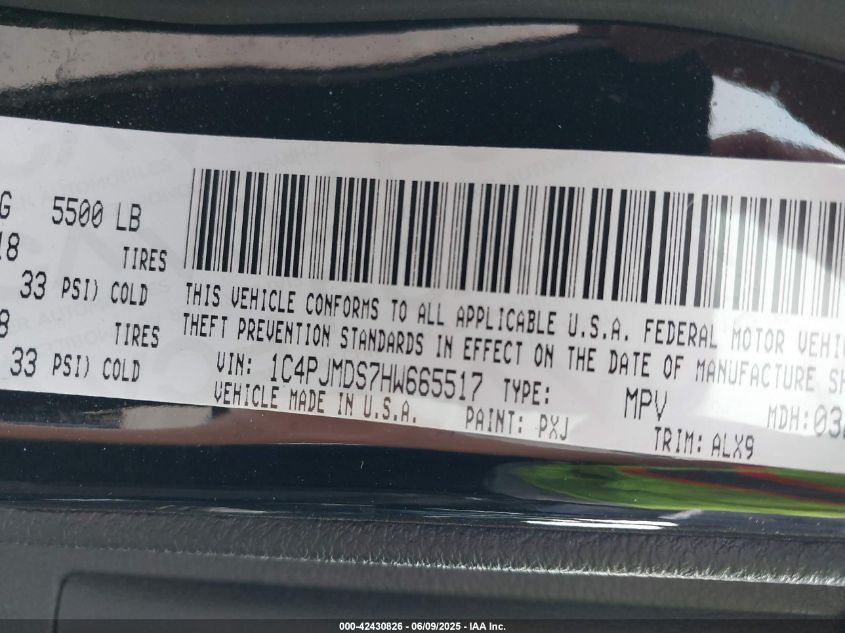 G 5500 LB
18 TIRES
33 PSI) COLD
8 TIRES
33 PSI) COLD
THIS VEHICLE CONFORMS TO ALL APPLICABLE U.S.A. FEDERAL MOTOR VEHI
THEFT PREVENTION STANDARDS IN EFFECT ON THE DATE OF MANUFACTURE SH
VIN: 1C4PJMDS7HW665517 TYPE: MPV MDH:03
VEHICLE MADE IN U.S.A. PAINT: PXJ TRIM: ALX9
000-42430826 - 06/09/2025 - IAA Inc.